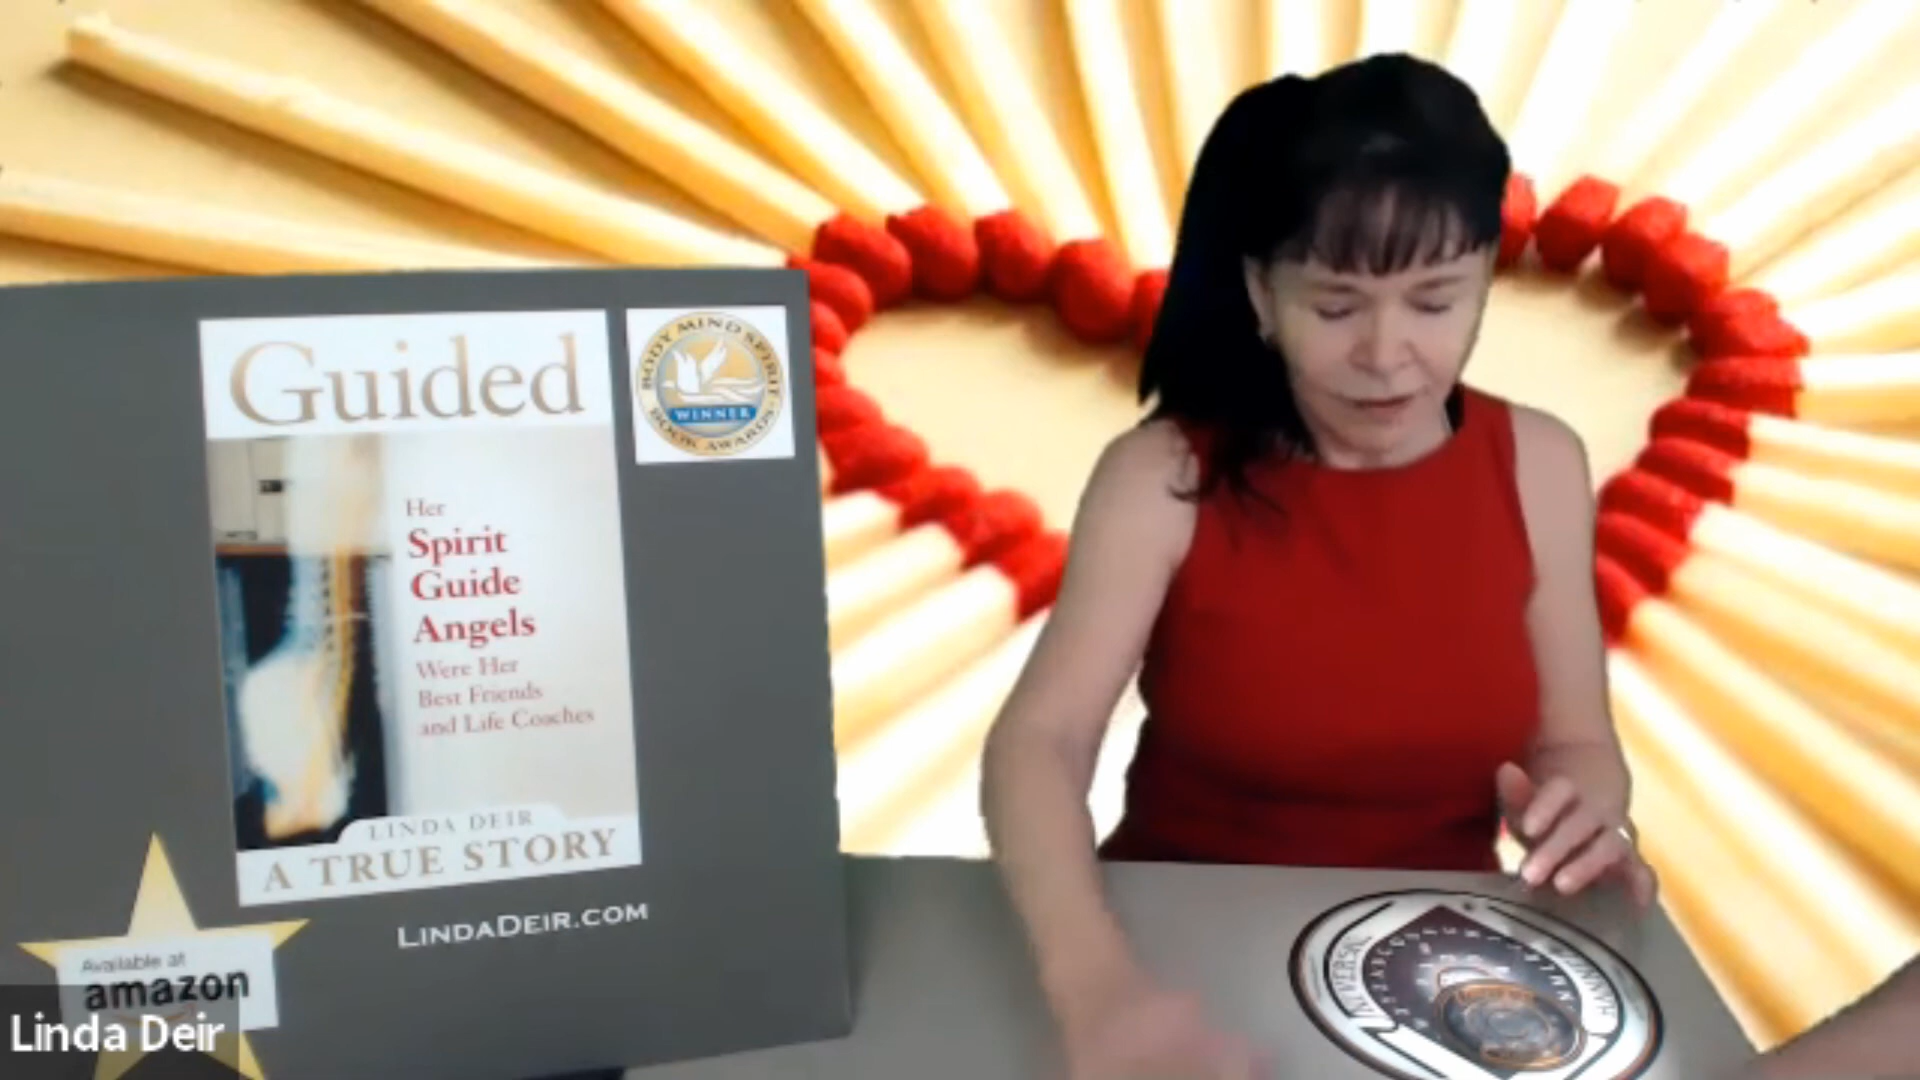 Guided
BODY MIND SPIRIT
WINNER
BOOK AWARDS
Her
Spirit
Guide
Angels
Were Her
Best Friends
and Life Coaches
LINDA DEIR
A TRUE STORY
LINDADEIR.COM
Available at
amazon
Linda Deir